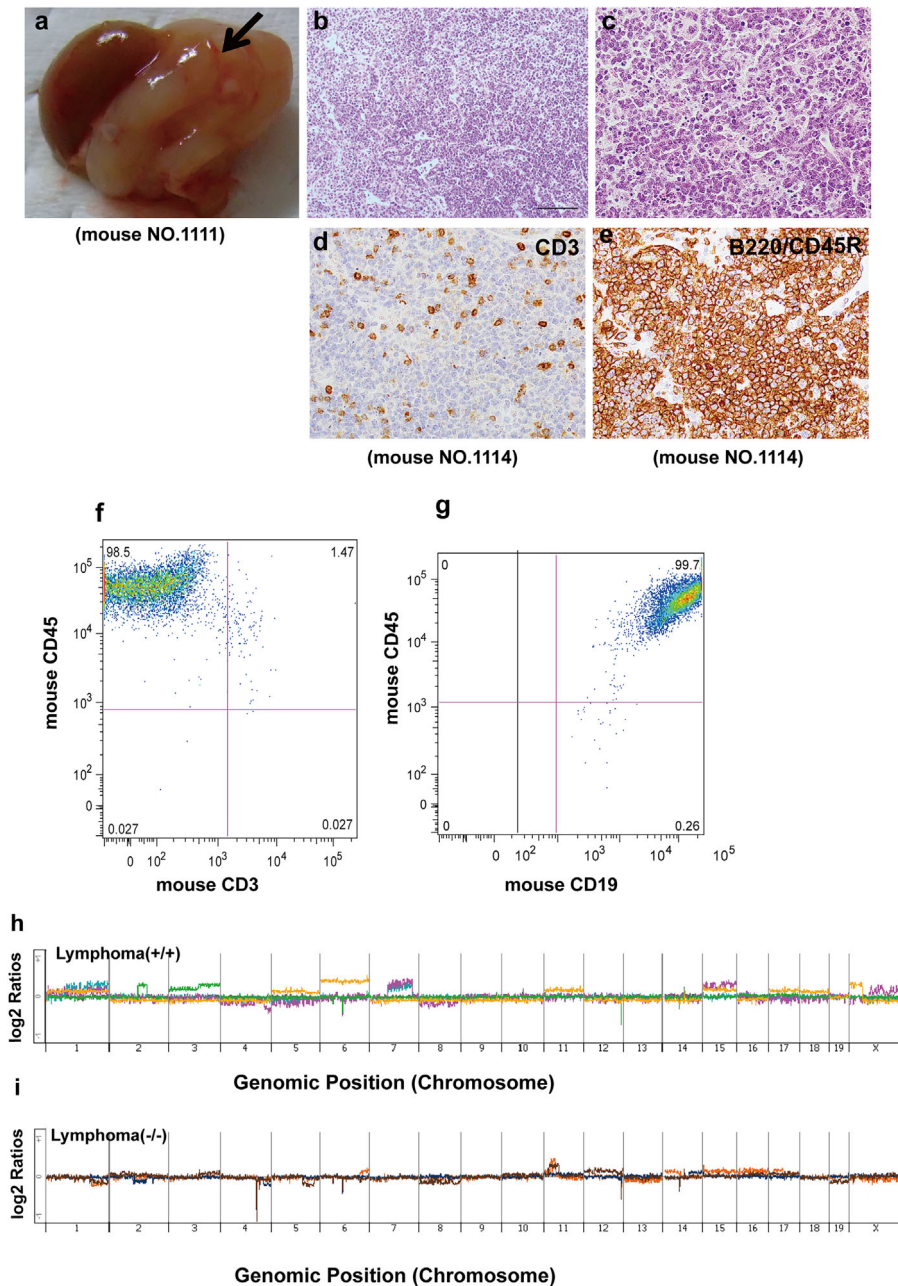 a
b
c
(mouse NO.1111)
d
CD3
e
B220/CD45R
(mouse NO.1114)
(mouse NO.1114)
f
98.5
1.47
10^5
10^4
10^3
10^2
0
0.027
0.027
0
10^2
10^3
10^4
10^5
mouse CD45
mouse CD3
g
0
99.7
10^5
10^4
10^3
10^2
0
0
0.26
0
10^2
10^3
10^4
10^5
mouse CD45
mouse CD19
h
Lymphoma(+/+)
log2 Ratios
0
1 2 3 4 5 6 7 8 9 10 11 12 13 14 15 16 17 18 19 X
Genomic Position (Chromosome)
i
Lymphoma(-/-)
log2 Ratios
0
1 2 3 4 5 6 7 8 9 10 11 12 13 14 15 16 17 18 19 X
Genomic Position (Chromosome)